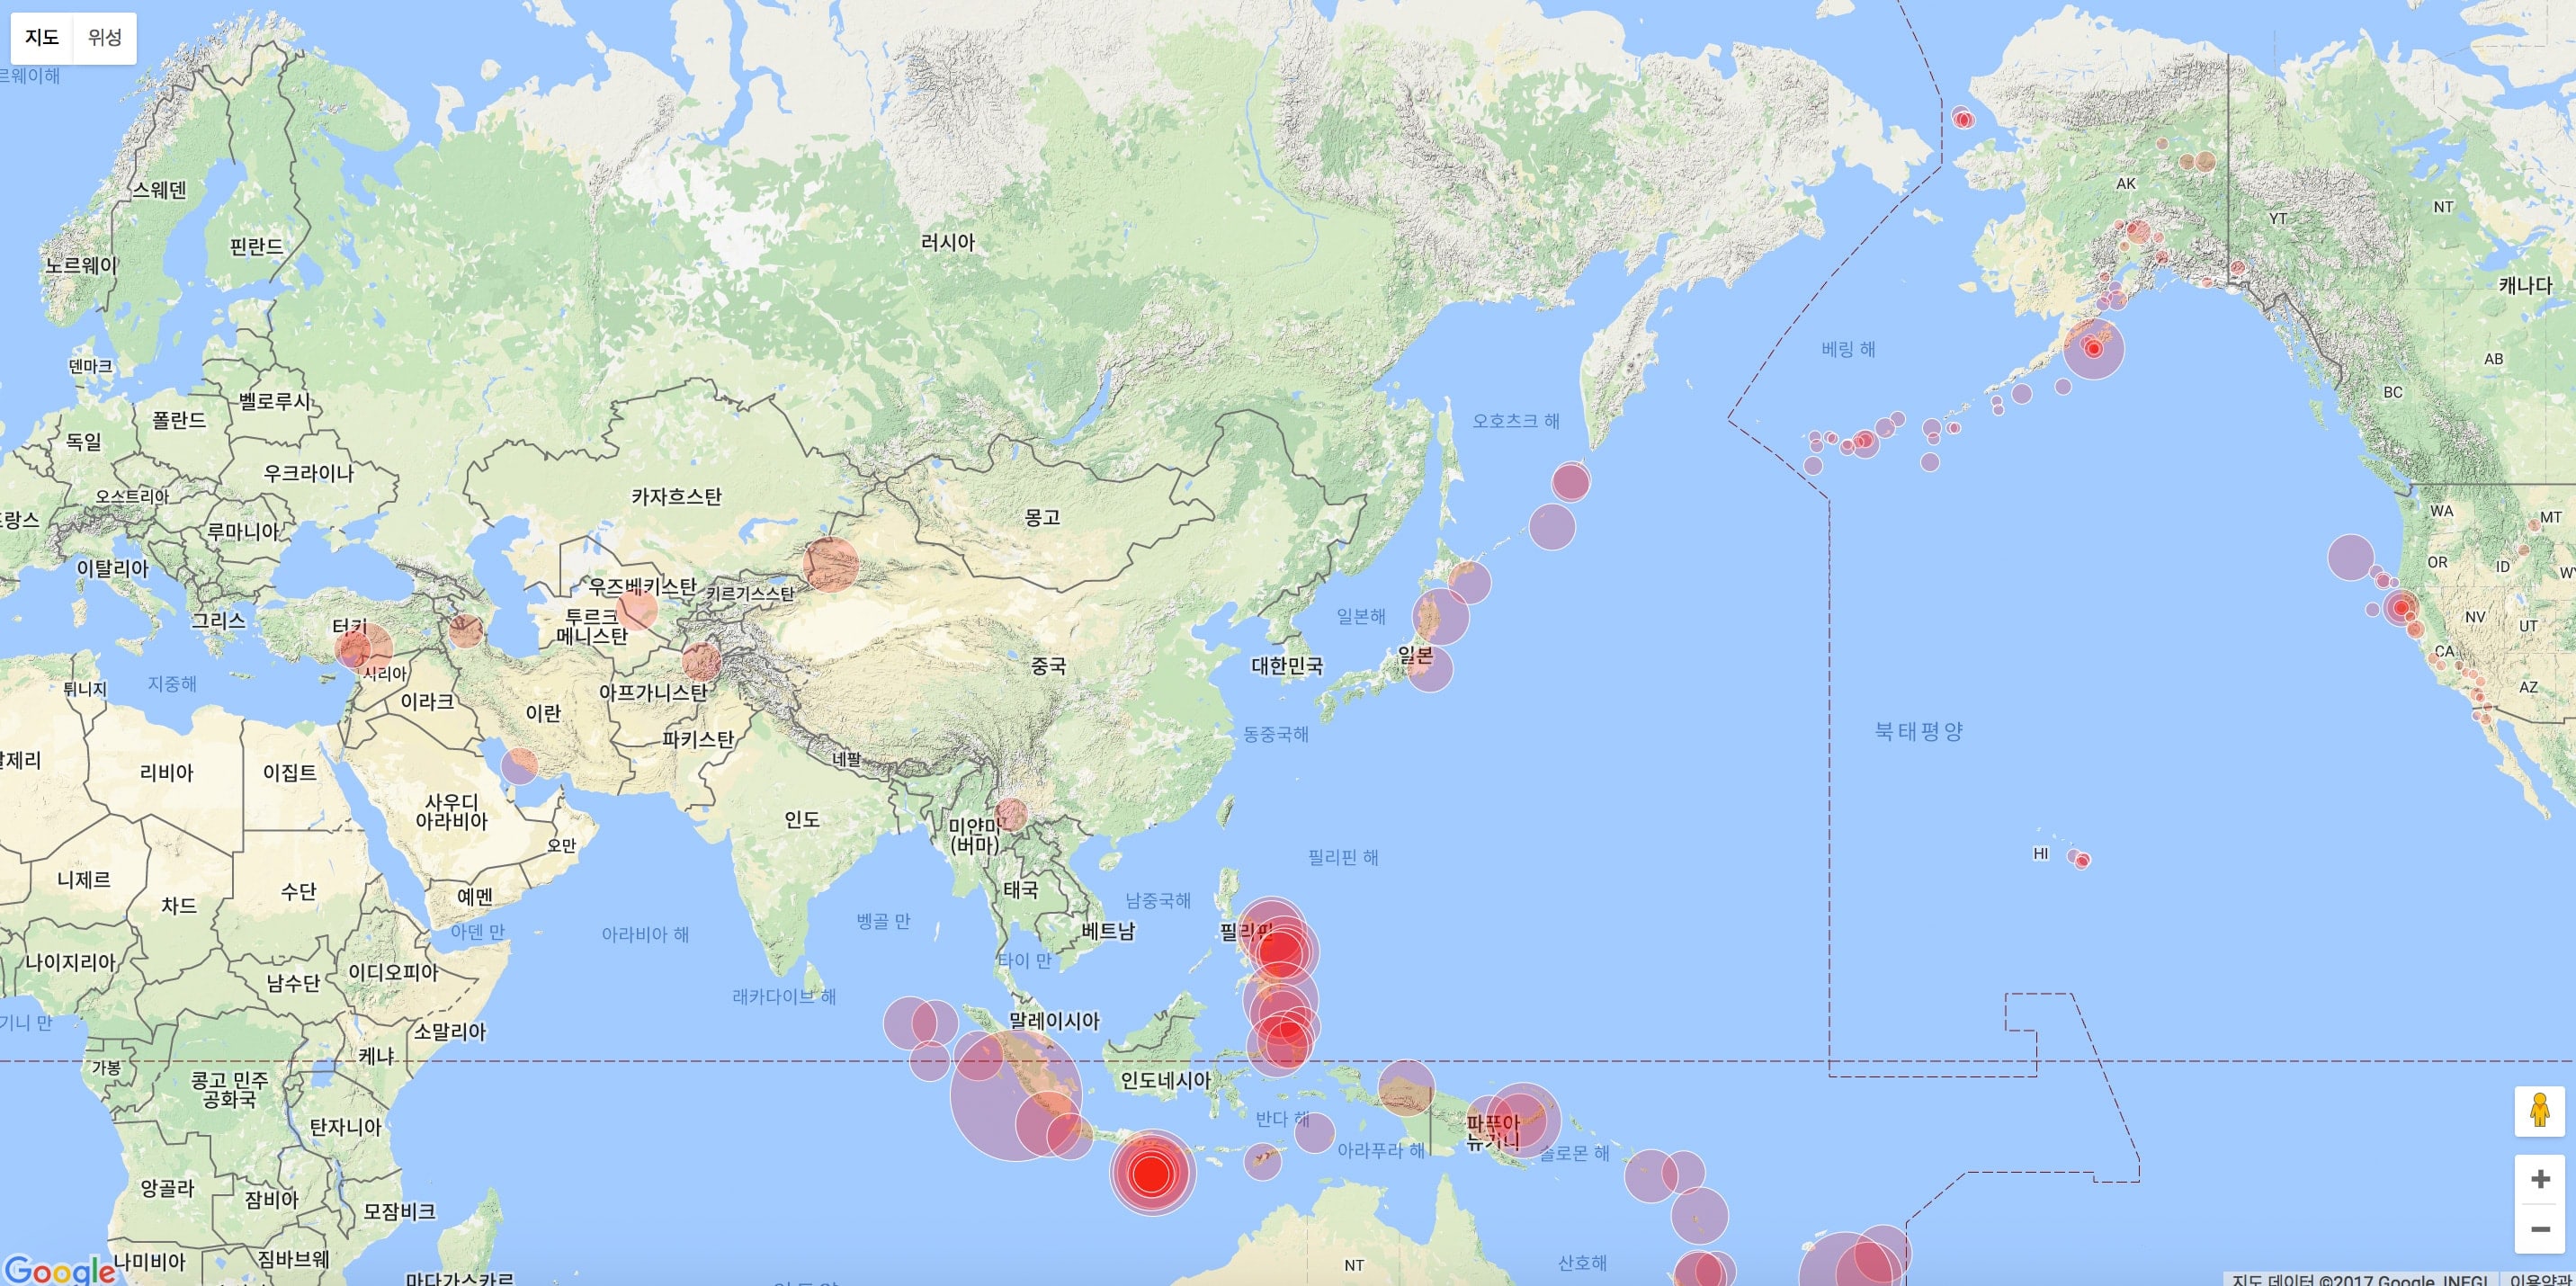 지도 위성
르웨이해
스웨덴
핀란드
노르웨이
러시아
AK
YT
NT
캐나다
덴마크
베링 해
AB
BC
벨로루시
폴란드
독일
우크라이나
오호츠크 해
오스트리아
카자흐스탄
프랑스
루마니아
몽고
WA
MT
OR
ID
WY
이탈리아
우즈베키스탄
키르기스스탄
그리스
투르크
메니스탄
터키
일본해
NV
UT
일본
CA
대한민국
중국
시리아
튀니지
지중해
이라크
아프가니스탄
이란
AZ
파키스탄
동중국해
북태평양
네팔
알제리
리비아
이집트
사우디
아라비아
인도
미얀마
(버마)
오만
HI
필리핀 해
니제르
차드
수단
예멘
태국
남중국해
벵골 만
아덴 만
아라비아 해
베트남
필리핀
나이지리아
남수단
이디오피아
타이 만
래카다이브 해
기니 만
소말리아
말레이시아
가봉
케냐
콩고 민주
공화국
인도네시아
탄자니아
반다 해
파푸아
뉴기니
아라푸라 해
솔로몬 해
앙골라
잠비아
모잠비크
나미비아
짐바브웨
마다가스카르
NT
산호해
Google
지도 데이터 ©2017 Google, INEGI 이용약관